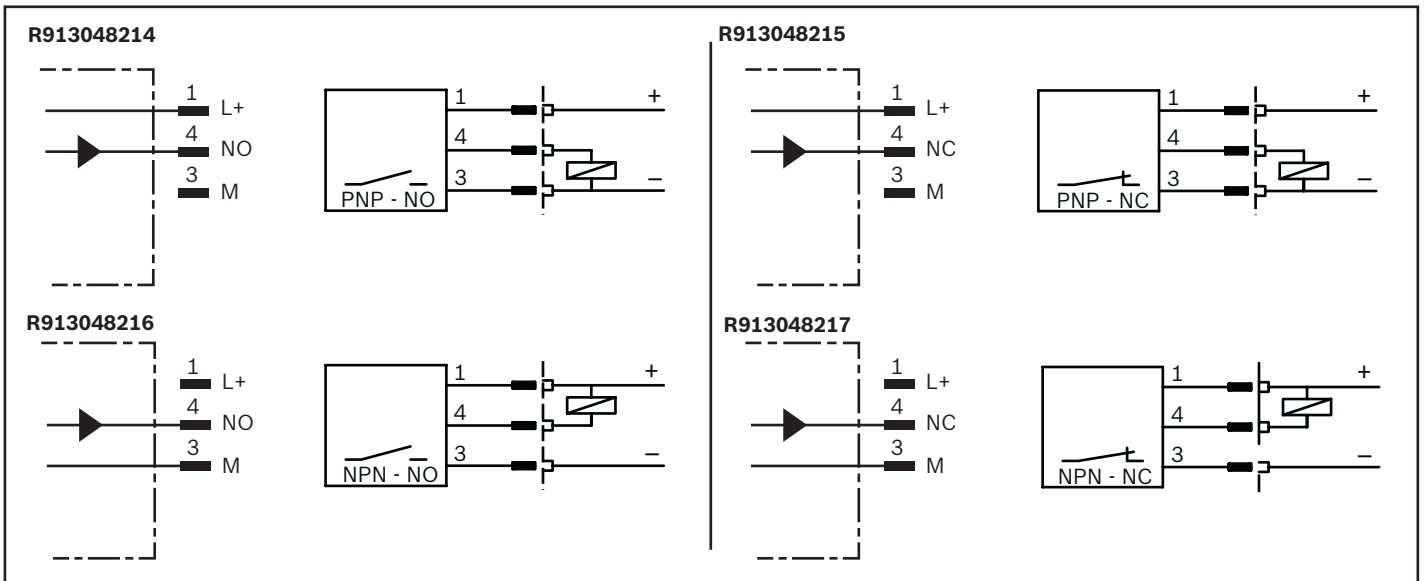 R913048214
1
L+
4
NO
3
M
1
+
4
3
−
PNP - NO
R913048215
1
L+
4
NC
3
M
1
+
4
3
−
PNP - NC
R913048216
1
L+
4
NO
3
M
1
+
4
3
−
NPN - NO
R913048217
1
L+
4
NC
3
M
1
+
4
3
−
NPN - NC